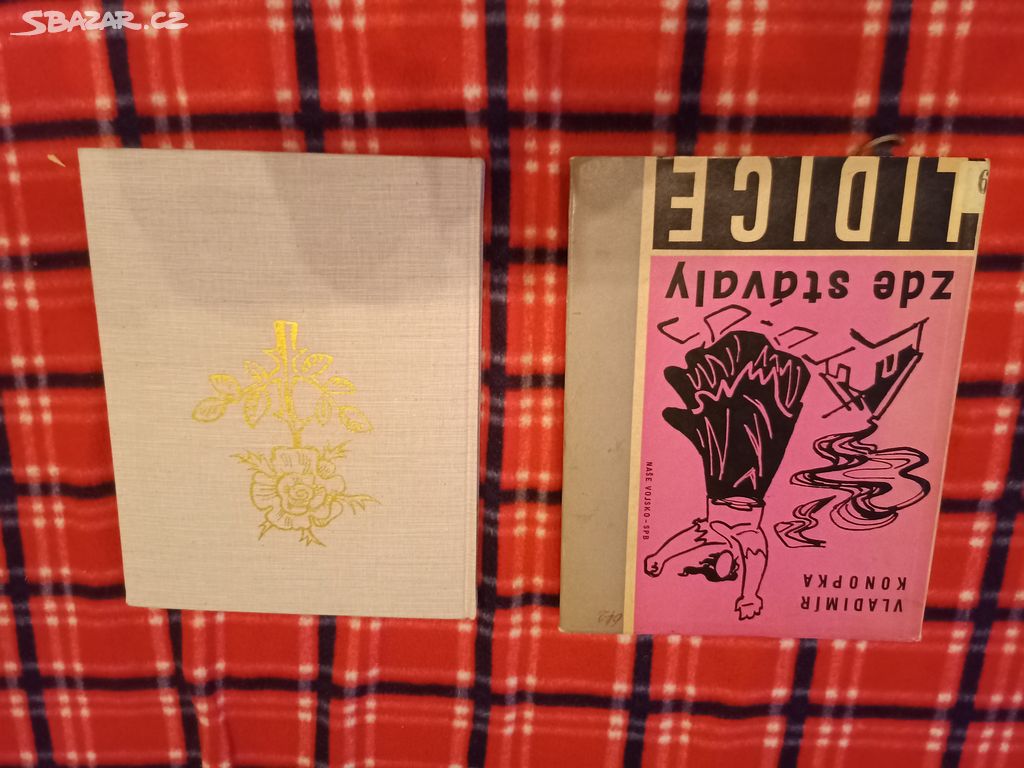 SBAZAR.CZ
VLADIMÍR
KONOPKA
NAŠE VOJSKO - SPB
zde stávaly
LIDICE